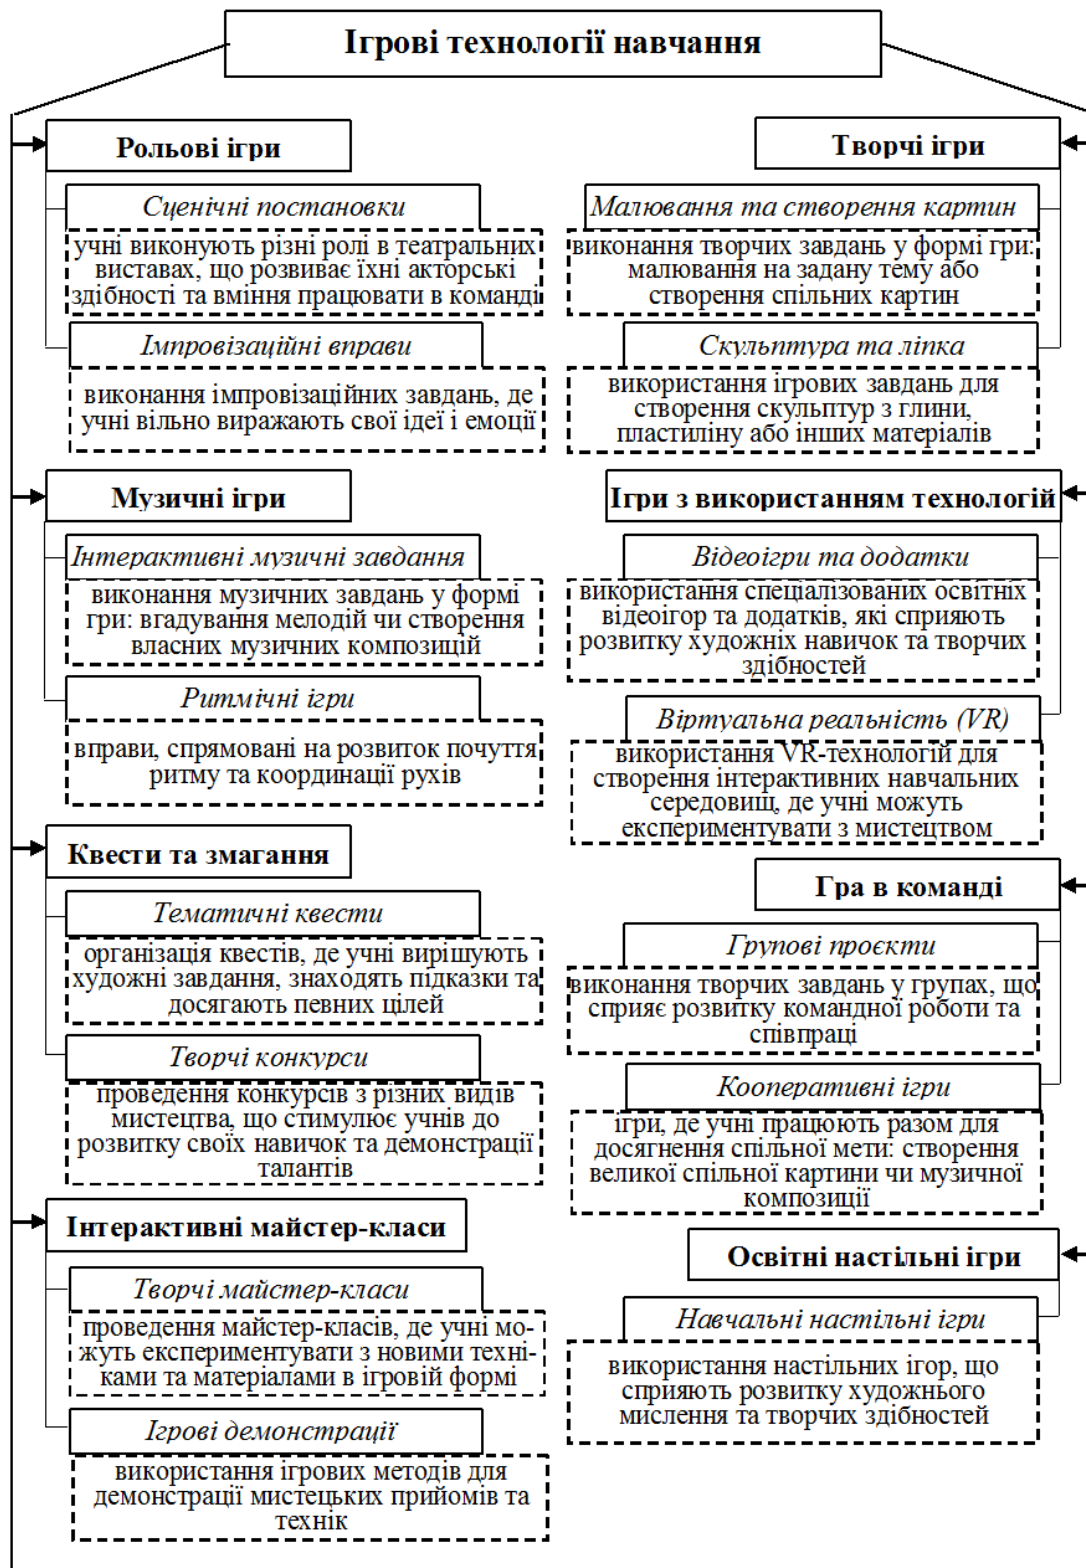 Ігрові технології навчання
Рольові ігри
Сценічні постановки
учні виконують різні ролі в театральних
виставах, що розвиває їхні акторські
здібності та вміння працювати в команді
Імпровізаційні вправи
виконання імпровізаційних завдань, де
учні вільно виражають свої ідеї і емоції
Музичні ігри
Інтерактивні музичні завдання
виконання музичних завдань у формі
гри: вгадування мелодій чи створення
власних музичних композицій
Ритмічні ігри
вправи, спрямовані на розвиток почуття
ритму та координації рухів
Квести та змагання
Тематичні квести
організація квестів, де учні вирішують
художні завдання, знаходять підказки та
досягають певних цілей
Творчі конкурси
проведення конкурсів з різних видів
мистецтва, що стимулює учнів до
розвитку своїх навичок та демонстрації
талантів
Інтерактивні майстер-класи
Творчі майстер-класи
проведення майстер-класів, де учні мо-
жуть експериментувати з новими техні-
ками та матеріалами в ігровій формі
Ігрові демонстрації
використання ігрових методів для
демонстрації мистецьких прийомів та
технік
Творчі ігри
Малювання та створення картин
виконання творчих завдань у формі гри:
малювання на задану тему або
створення спільних картин
Скульптура та ліпка
використання ігрових завдань для
створення скульптур з глини,
пластиліну або інших матеріалів
Ігри з використанням технологій
Відеоігри та додатки
використання спеціалізованих освітніх
відеоігор та додатків, які сприяють
розвитку художніх навичок та творчих
здібностей
Віртуальна реальність (VR)
використання VR-технологій для
створення інтерактивних навчальних
середовищ, де учні можуть
експериментувати з мистецтвом
Гра в команді
Групові проєкти
виконання творчих завдань у групах, що
сприяє розвитку командної роботи та
співпраці
Кооперативні ігри
ігри, де учні працюють разом для
досягнення спільної мети: створення
великої спільної картини чи музичної
композиції
Освітні настільні ігри
Навчальні настільні ігри
використання настільних ігор, що
сприяють розвитку художнього
мислення та творчих здібностей